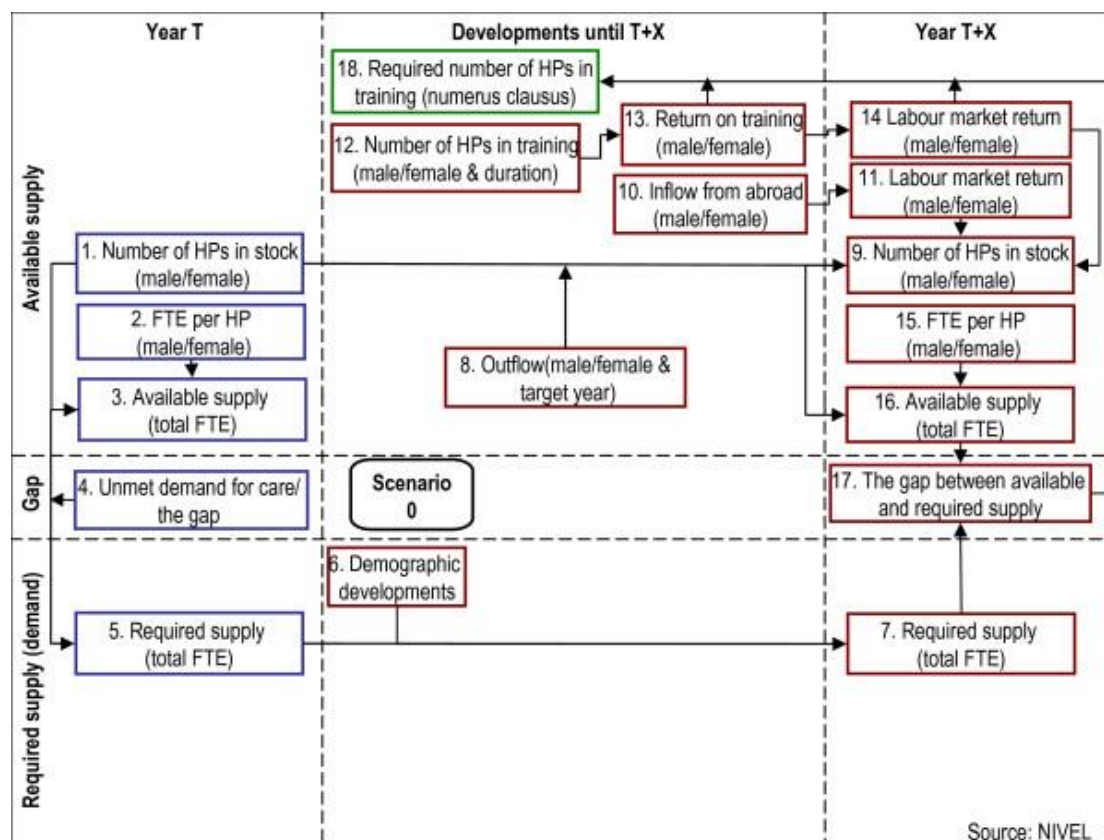 Year T
Developments until T+X
Year T+X
Available supply
18. Required number of HPs in
training (numerus clausus)
12. Number of HPs in training
(male/female & duration)
13. Return on training
(male/female)
14 Labour market return
(male/female)
10. Inflow from abroad
(male/female)
11. Labour market return
(male/female)
1. Number of HPs in stock
(male/female)
9. Number of HPs in stock
(male/female)
2. FTE per HP
(male/female)
15. FTE per HP
(male/female)
8. Outflow(male/female &
target year)
3. Available supply
(total FTE)
16. Available supply
(total FTE)
Gap
4. Unmet demand for care/
the gap
Scenario
0
17. The gap between available
and required supply
Required supply (demand)
6. Demographic
developments
5. Required supply
(total FTE)
7. Required supply
(total FTE)
Source: NIVEL